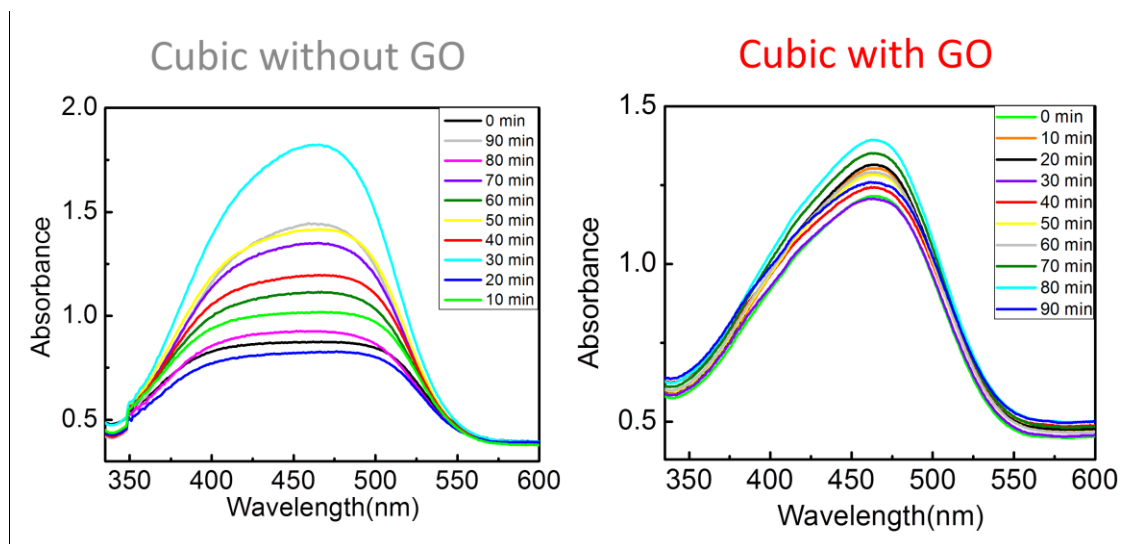 Cubic without GO
2.0
1.5
1.0
0.5
Absorbance
350 400 450 500 550 600
Wavelength(nm)
0 min
90 min
80 min
70 min
60 min
50 min
40 min
30 min
20 min
10 min
Cubic with GO
1.5
1.0
0.5
Absorbance
350 400 450 500 550 600
Wavelength(nm)
0 min
10 min
20 min
30 min
40 min
50 min
60 min
70 min
80 min
90 min